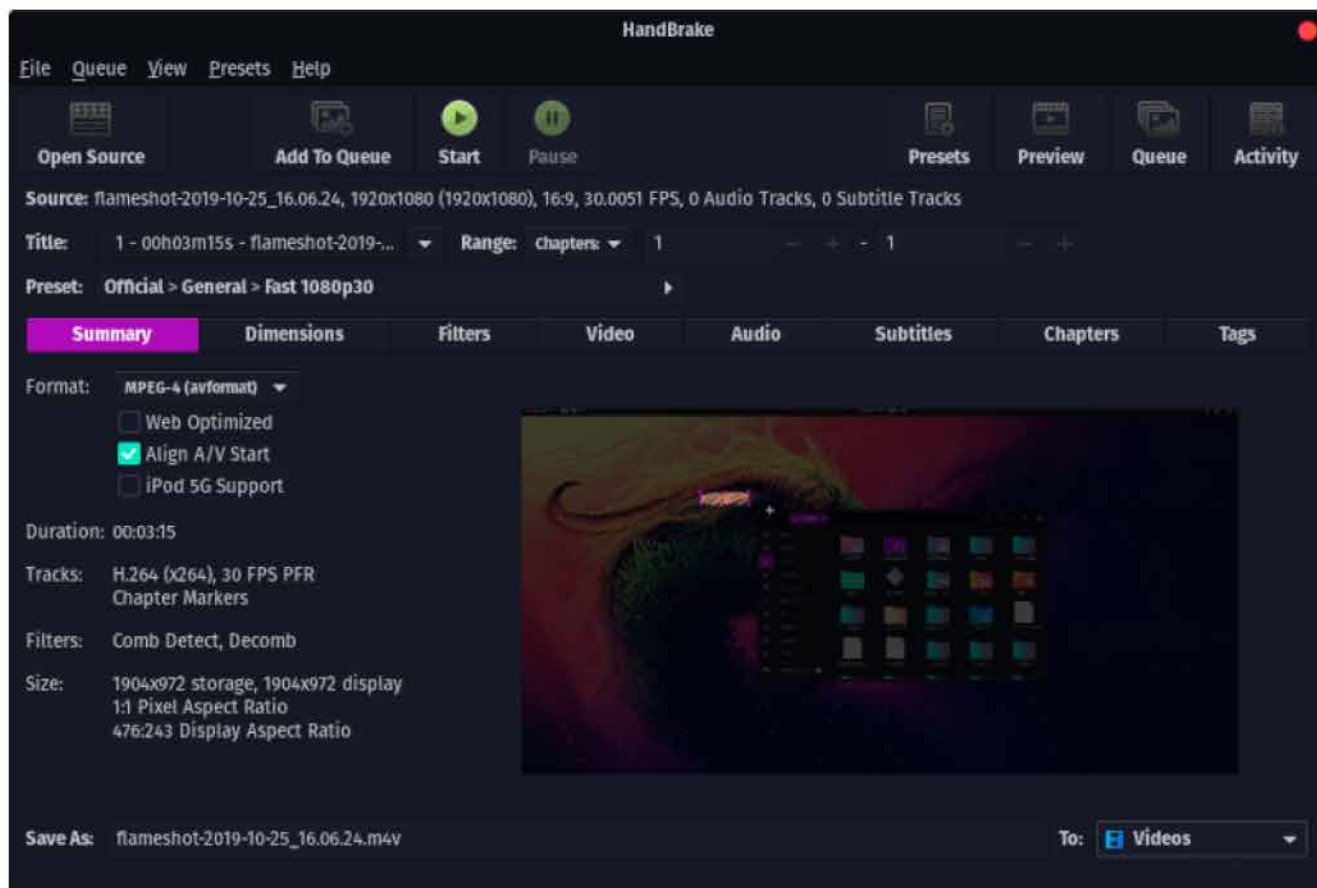 HandBrake
File Queue View Presets Help
Open Source Add To Queue Start Pause Presets Preview Queue Activity
Source: flameshot-2019-10-25_16.06.24, 1920x1080 (1920x1080), 16:9, 30.0051 FPS, 0 Audio Tracks, 0 Subtitle Tracks
Title: 1 - 00h03m15s - flameshot-2019-... Range: Chapters: 1 - + - 1 - +
Preset: Official > General > Fast 1080p30
Summary Dimensions Filters Video Audio Subtitles Chapters Tags
Format: MPEG-4 (avformat)
Web Optimized
Align A/V Start
iPod 5G Support
Duration: 00:03:15
Tracks: H.264 (x264), 30 FPS PFR
Chapter Markers
Filters: Comb Detect, Decomb
Size: 1904x972 storage, 1904x972 display
1:1 Pixel Aspect Ratio
476:243 Display Aspect Ratio
Save As: flameshot-2019-10-25_16.06.24.m4v To: Videos